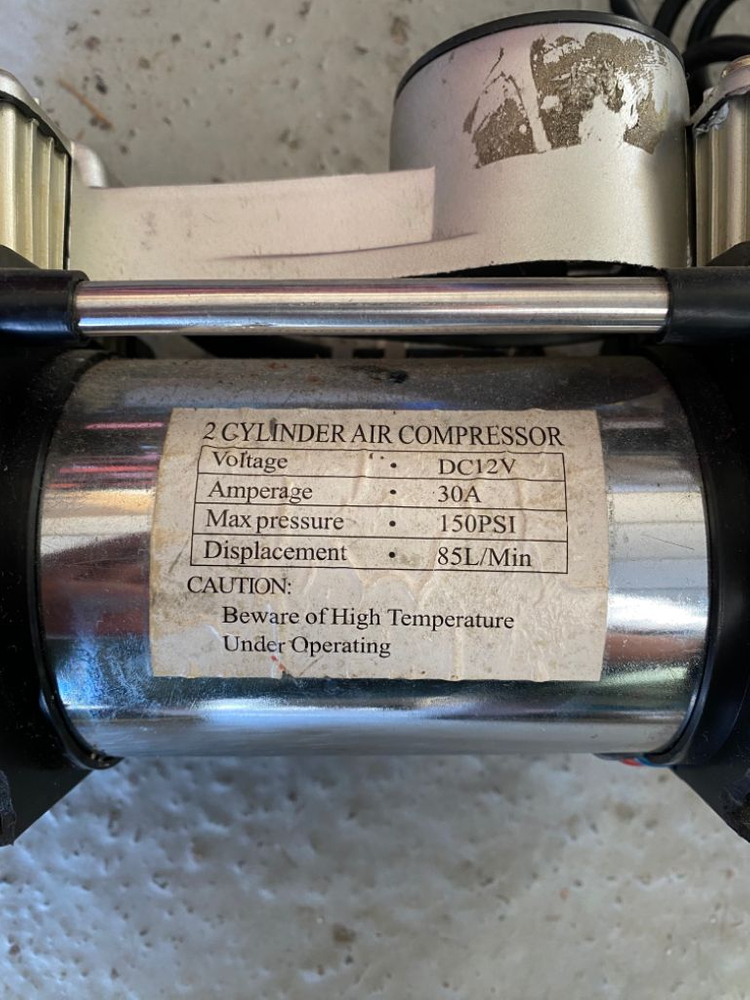 2 CYLINDER AIR COMPRESSOR
Voltage • DC12V
Amperage • 30A
Max pressure • 150PSI
Displacement • 85L/Min
CAUTION:
Beware of High Temperature
Under Operating